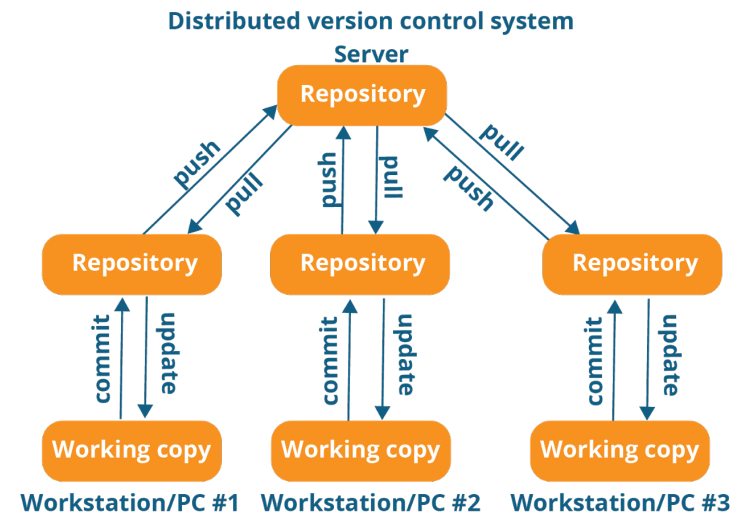 Distributed version control system
Server
Repository
push
pull
push
pull
pull
push
Repository
Repository
Repository
commit
update
commit
update
commit
update
Working copy
Working copy
Working copy
Workstation/PC #1
Workstation/PC #2
Workstation/PC #3